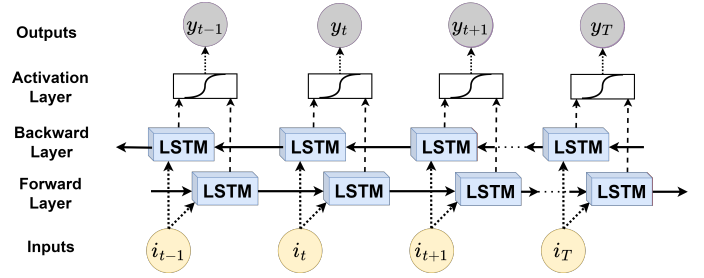 Outputs
y_{t-1} y_t y_{t+1} y_T
Activation
Layer
Backward
Layer
LSTM LSTM LSTM LSTM
Forward
Layer
LSTM LSTM LSTM LSTM
Inputs
i_{t-1} i_t i_{t+1} i_T